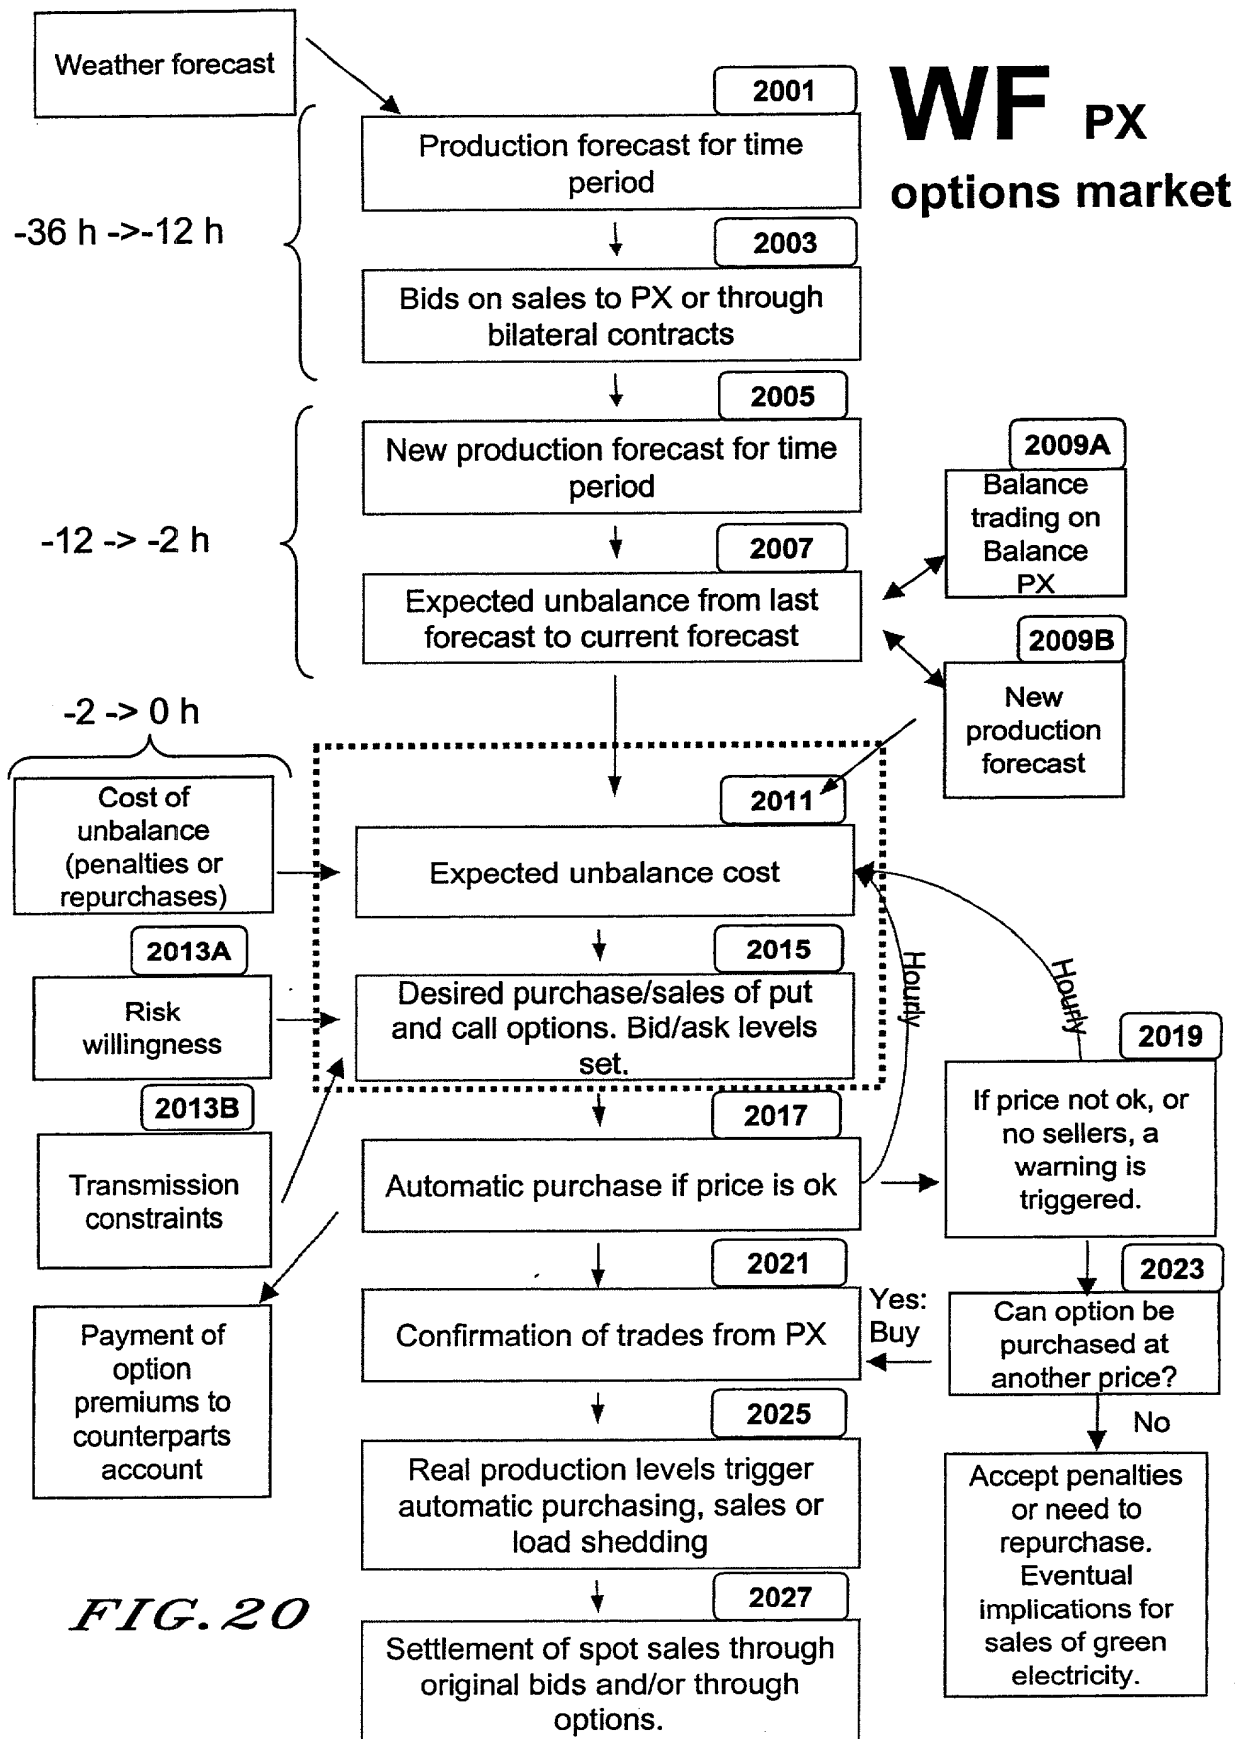 Weather forecast
WF PX
options market
2001
Production forecast for time
period
-36 h ->-12 h
2003
Bids on sales to PX or through
bilateral contracts
2005
New production forecast for time
period
-12 -> -2 h
2007
Expected unbalance from last
forecast to current forecast
2009A
Balance
trading on
Balance
PX
2009B
New
production
forecast
-2 -> 0 h
Cost of
unbalance
(penalties or
repurchases)
2011
Expected unbalance cost
2013A
Risk
willingness
2015
Desired purchase/sales of put
and call options. Bid/ask levels
set.
Hourly
Hourly
2013B
Transmission
constraints
2017
Automatic purchase if price is ok
2019
If price not ok, or
no sellers, a
warning is
triggered.
Payment of
option
premiums to
counterparts
account
2021
Confirmation of trades from PX
Yes:
Buy
2023
Can option be
purchased at
another price?
No
2025
Real production levels trigger
automatic purchasing, sales or
load shedding
Accept penalties
or need to
repurchase.
Eventual
implications for
sales of green
electricity.
2027
Settlement of spot sales through
original bids and/or through
options.
FIG.20